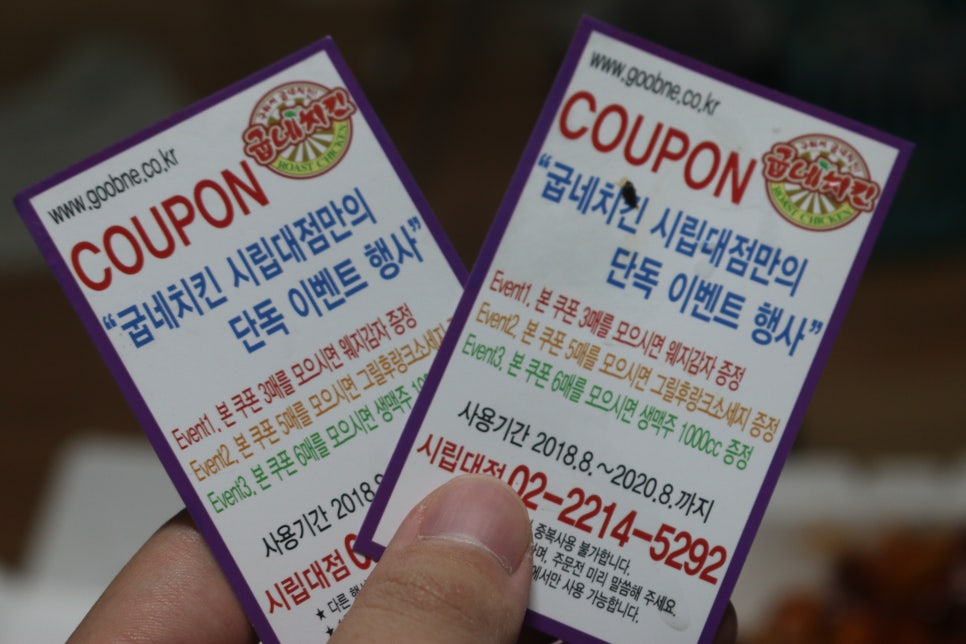 www.goobne.co.kr
COUPON
굽네치킨
ROAST CHICKEN
“굽네치킨 시립대점만의
단독 이벤트 행사”
Event1. 본 쿠폰 3매를 모으시면 웨지감자 증정
Event2. 본 쿠폰 5매를 모으시면 그릴후랑크소세지
Event3. 본 쿠폰 6매를 모으시면 생맥주
사용기간 2018.8
시립대점
★ 다른
www.goobne.co.kr
COUPON
굽네치킨
ROAST CHICKEN
“굽네치킨 시립대점만의
단독 이벤트 행사”
Event1. 본 쿠폰 3매를 모으시면 웨지감자 증정
Event2. 본 쿠폰 5매를 모으시면 그릴후랑크소세지 증정
Event3. 본 쿠폰 6매를 모으시면 생맥주 1000cc 증정
사용기간 2018.8.~2020.8.까지
시립대점 02-2214-5292
중복사용 불가합니다.
주문전 미리 말씀해 주세요.
사용 가능합니다.